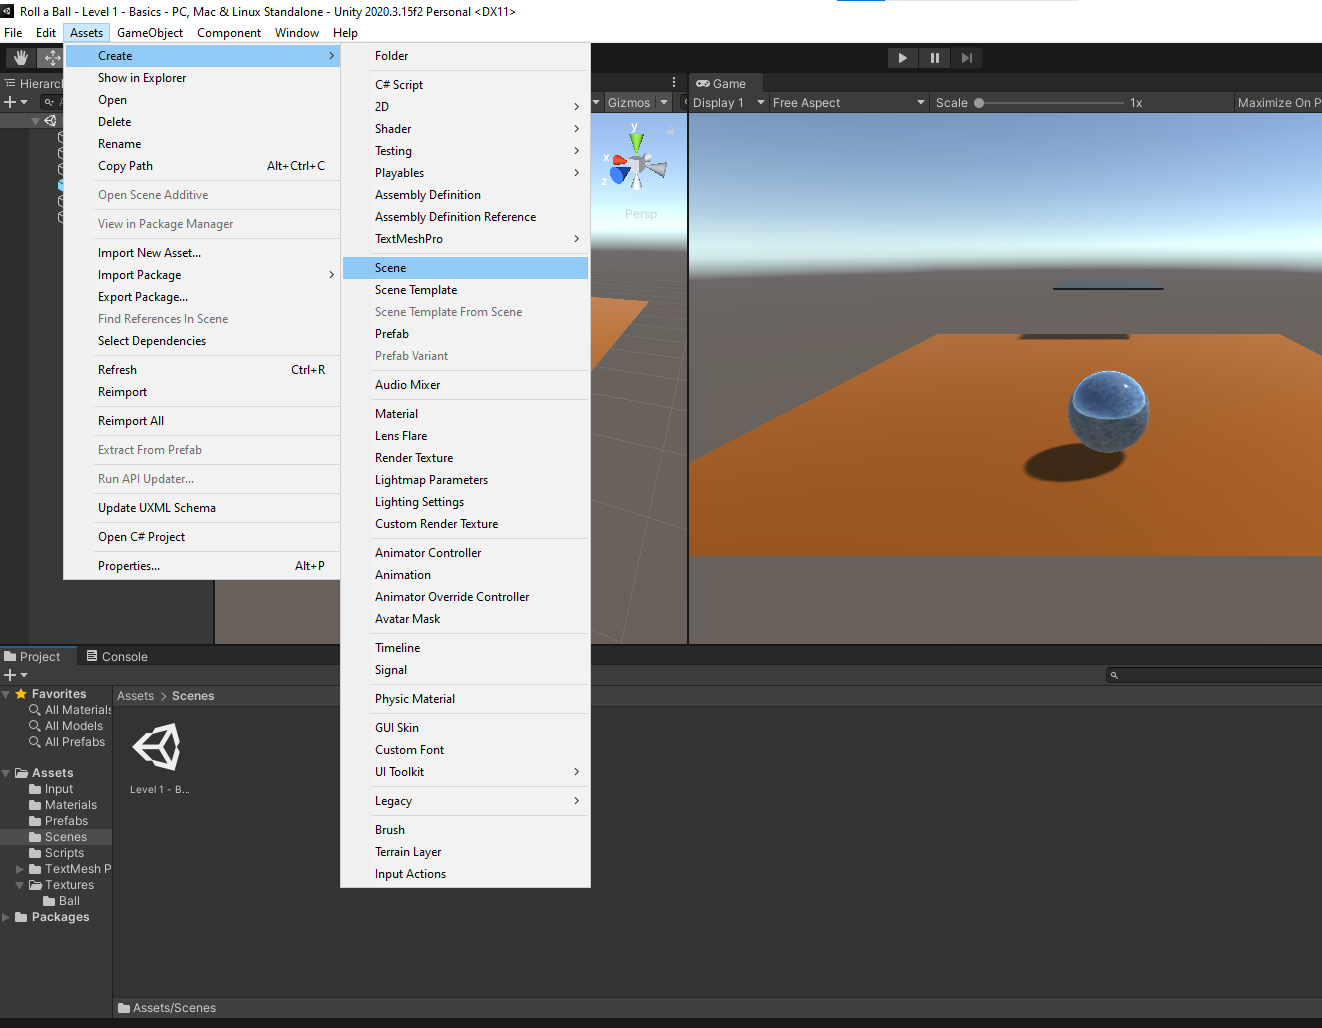 Roll a Ball - Level 1 - Basics - PC, Mac & Linux Standalone - Unity 2020.3.15f2 Personal <DX11>
File Edit Assets GameObject Component Window Help
Create
Show in Explorer
Open
Delete
Rename
Copy Path Alt+Ctrl+C
Open Scene Additive
View in Package Manager
Import New Asset...
Import Package
Export Package...
Find References In Scene
Select Dependencies
Refresh Ctrl+R
Reimport
Reimport All
Extract From Prefab
Run API Updater...
Update UXML Schema
Open C# Project
Properties... Alt+P
Folder
C# Script
2D
Shader
Testing
Playables
Assembly Definition
Assembly Definition Reference
TextMeshPro
Scene
Scene Template
Scene Template From Scene
Prefab
Prefab Variant
Audio Mixer
Material
Lens Flare
Render Texture
Lightmap Parameters
Lighting Settings
Custom Render Texture
Animator Controller
Animation
Animator Override Controller
Avatar Mask
Timeline
Signal
Physic Material
GUI Skin
Custom Font
UI Toolkit
Legacy
Brush
Terrain Layer
Input Actions
Hierarc
Gizmos
y
x
z
Persp
Game
Display 1 Free Aspect Scale 1x Maximize On P
Project Console
Favorites
All Materials
All Models
All Prefabs
Assets
Input
Materials
Prefabs
Scenes
Scripts
TextMesh P
Textures
Ball
Packages
Assets > Scenes
Level 1 - B...
Assets/Scenes